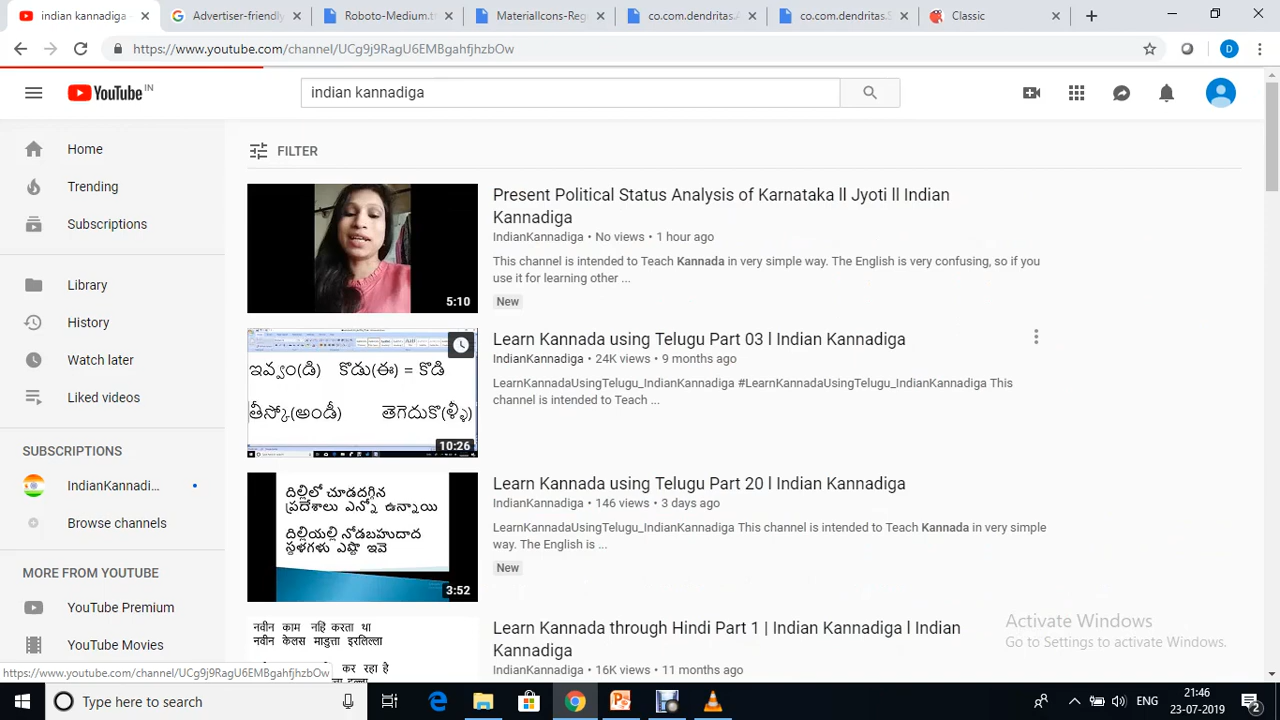 indian kannadiga -
Advertiser-friendly
Roboto-Medium.t
MaterialIcons-Reg
co.com.dendritas.
co.com.dendritas.
Classic
https://www.youtube.com/channel/UCg9j9RagU6EMBgahfjhzbOw
D
YouTube IN
indian kannadiga
Home
Trending
Subscriptions
Library
History
Watch later
Liked videos
SUBSCRIPTIONS
IndianKannadi...
Browse channels
MORE FROM YOUTUBE
YouTube Premium
YouTube Movies
FILTER
Present Political Status Analysis of Karnataka ll Jyoti ll Indian
Kannadiga
IndianKannadiga • No views • 1 hour ago
This channel is intended to Teach Kannada in very simple way. The English is very confusing, so if you
use it for learning other ...
New
5:10
ఇవ్వం(డి) కొడు(ఈ) = కొడి
తీస్కో(అండీ) తెగెదుకొ(ళ్ళీ)
10:26
Learn Kannada using Telugu Part 03 l Indian Kannadiga
IndianKannadiga • 24K views • 9 months ago
LearnKannadaUsingTelugu_IndianKannadiga #LearnKannadaUsingTelugu_IndianKannadiga This
channel is intended to Teach ...
దిల్లిలో చూడదగ్గిన
ప్రదేశాలు ఎన్నో ఉన్నాయి
దిల్లియల్లి నోడబహుదాద
స్థళగళు ఎష్టొ ఇవె
3:52
Learn Kannada using Telugu Part 20 l Indian Kannadiga
IndianKannadiga • 146 views • 3 days ago
LearnKannadaUsingTelugu_IndianKannadiga This channel is intended to Teach Kannada in very simple
way. The English is ...
New
नवीन काम नहि करता था
नवीन केलस माडुत्ता इरलिल्ला
कर रहा है
Learn Kannada through Hindi Part 1 | Indian Kannadiga l Indian
Kannadiga
IndianKannadiga • 16K views • 11 months ago
Activate Windows
Go to Settings to activate Windows.
https://www.youtube.com/channel/UCg9j9RagU6EMBgahfjhzbOw
Type here to search
ENG
21:46
23-07-2019
2